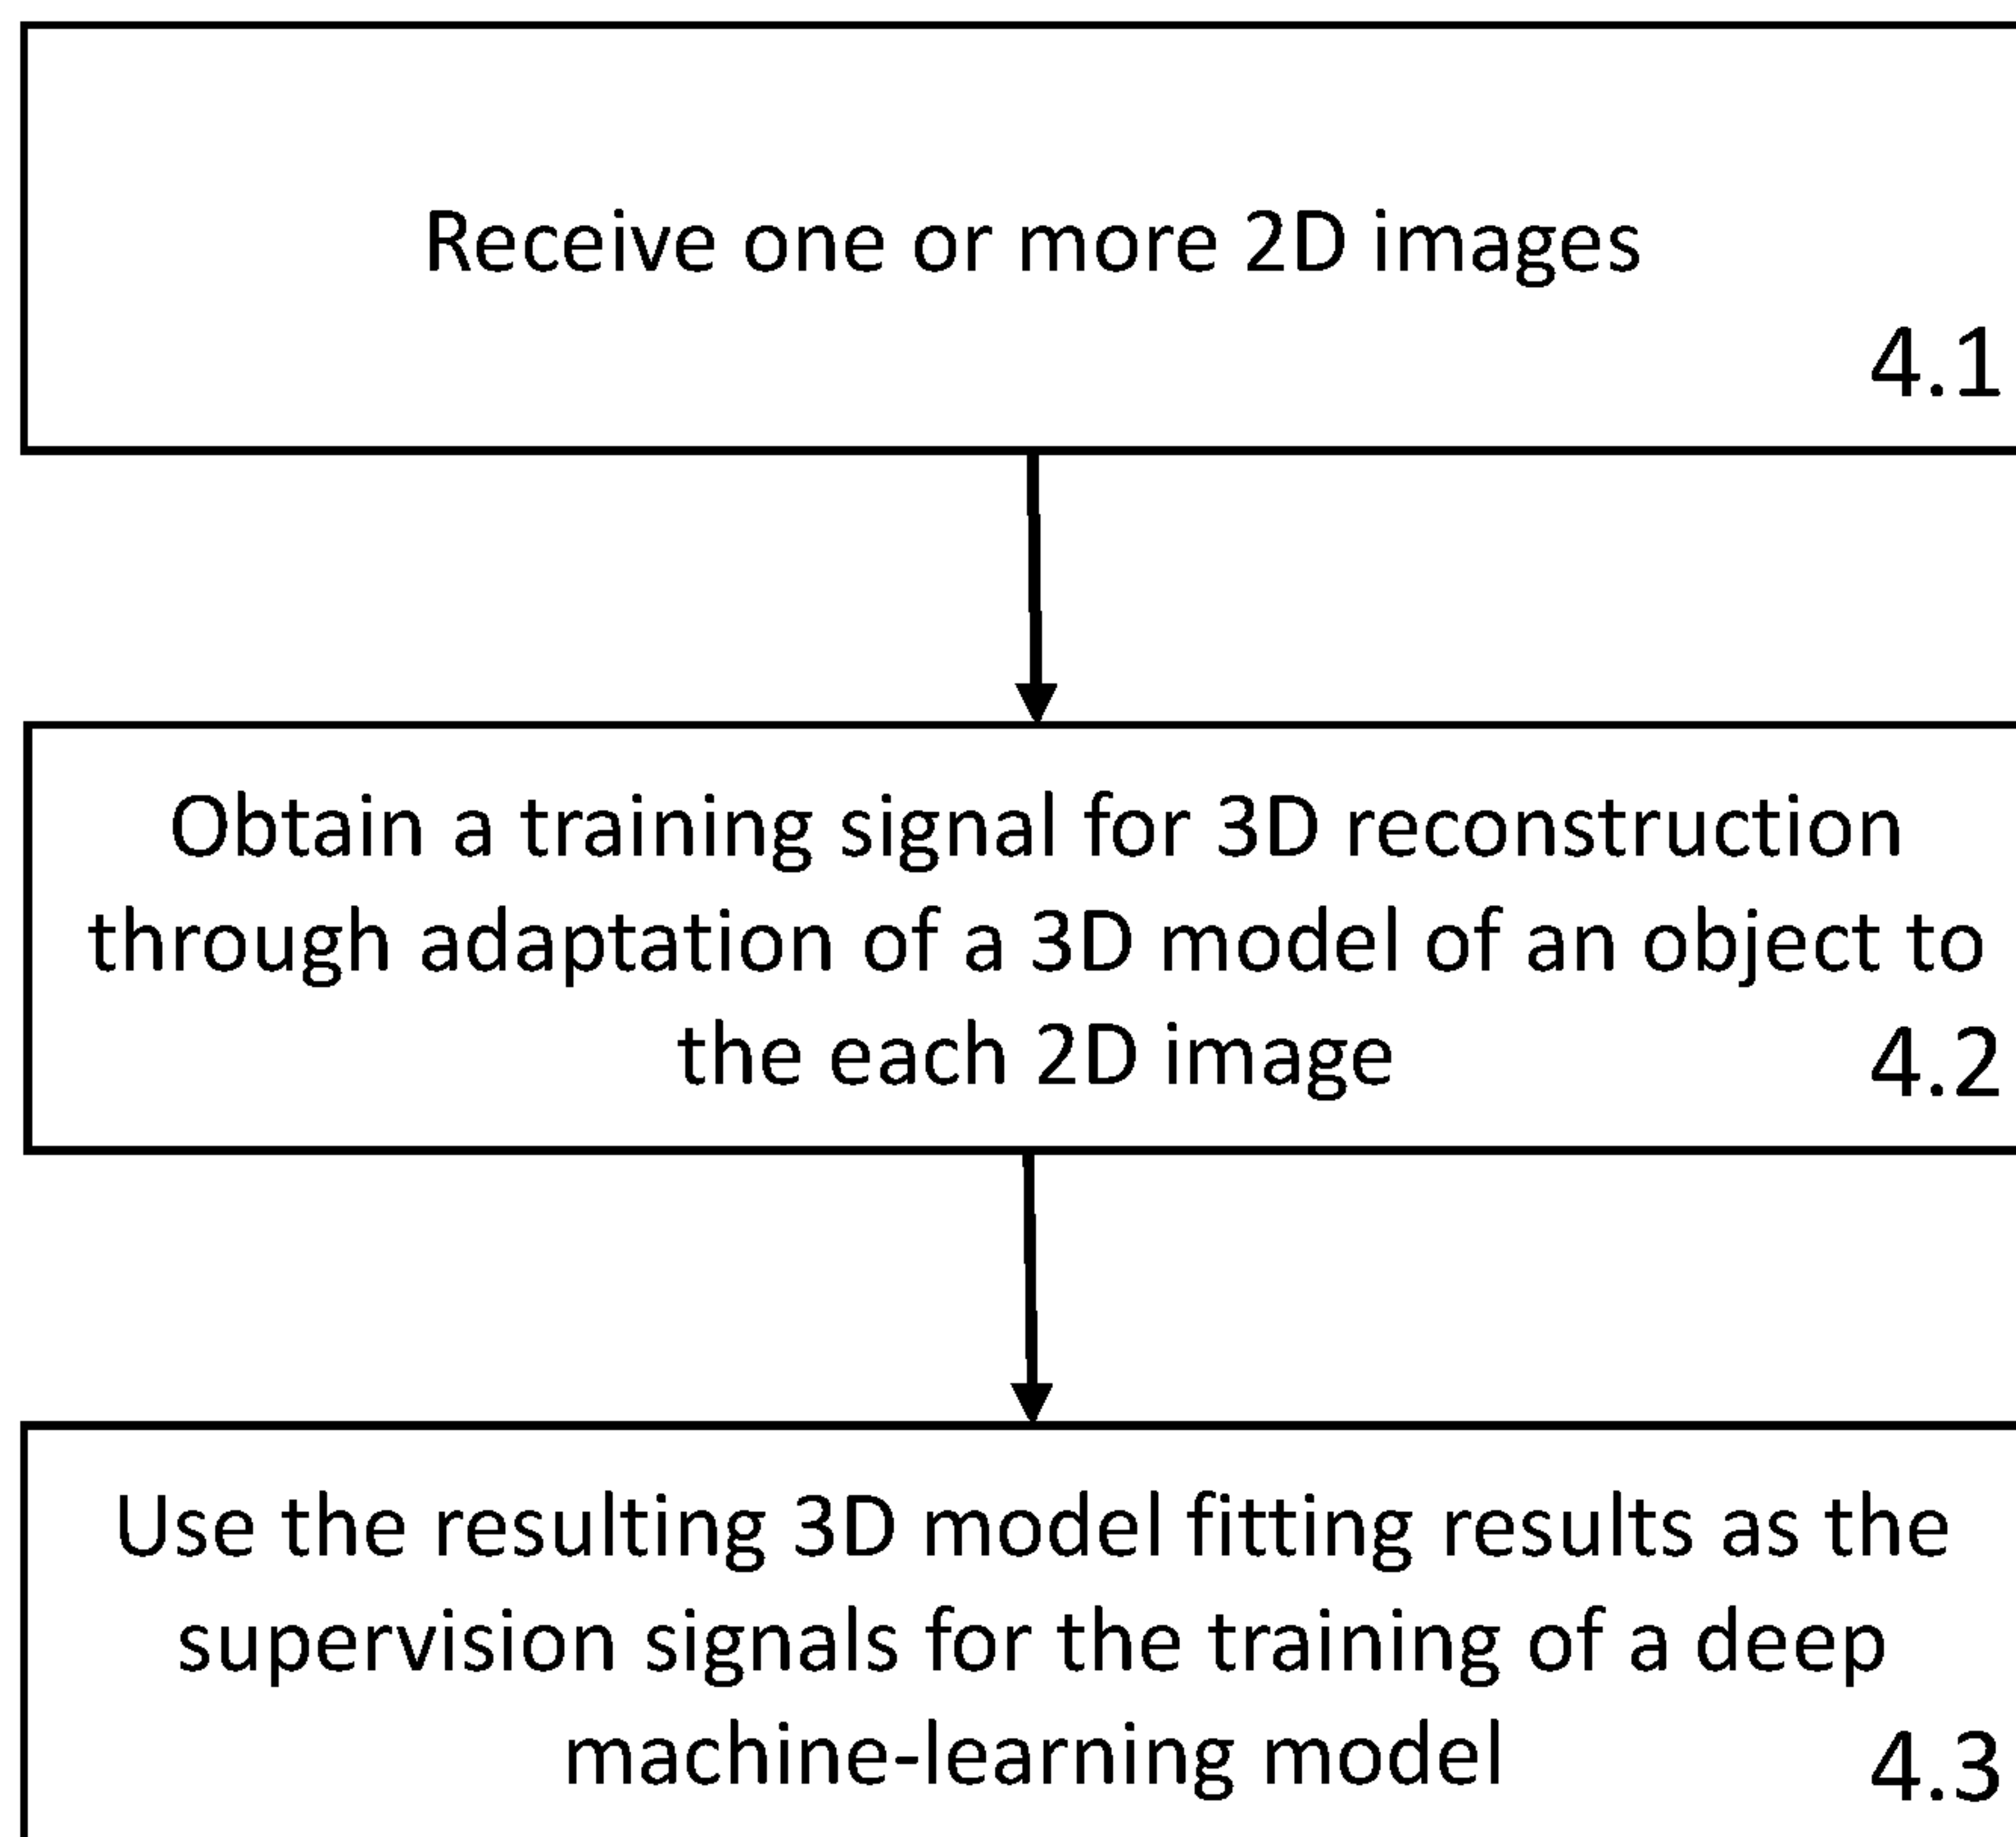 Receive one or more 2D images
4.1
Obtain a training signal for 3D reconstruction
through adaptation of a 3D model of an object to
the each 2D image
4.2
Use the resulting 3D model fitting results as the
supervision signals for the training of a deep
machine-learning model
4.3